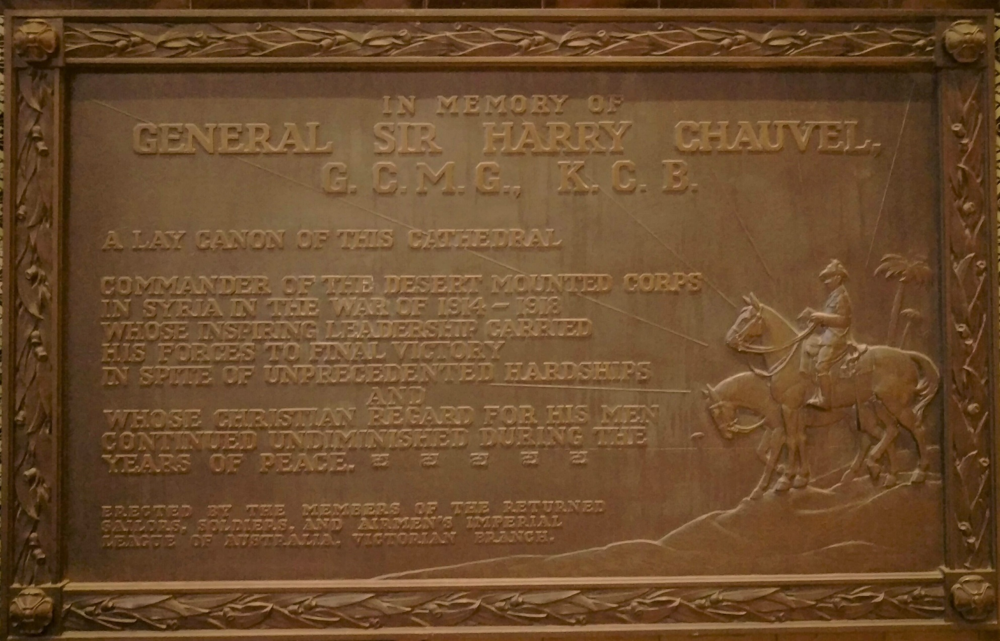 IN MEMORY OF
GENERAL SIR HARRY CHAUVEL,
G.C.M.G., K.C.B.
A LAY CANON OF THIS CATHEDRAL
COMMANDER OF THE DESERT MOUNTED CORPS
IN SYRIA IN THE WAR OF 1914 – 1918
WHOSE INSPIRING LEADERSHIP CARRIED
HIS FORCES TO FINAL VICTORY
IN SPITE OF UNPRECEDENTED HARDSHIPS
AND
WHOSE CHRISTIAN REGARD FOR HIS MEN
CONTINUED UNDIMINISHED DURING THE
YEARS OF PEACE.
ERECTED BY THE MEMBERS OF THE RETURNED
SAILORS, SOLDIERS, AND AIRMEN'S IMPERIAL
LEAGUE OF AUSTRALIA. VICTORIAN BRANCH.